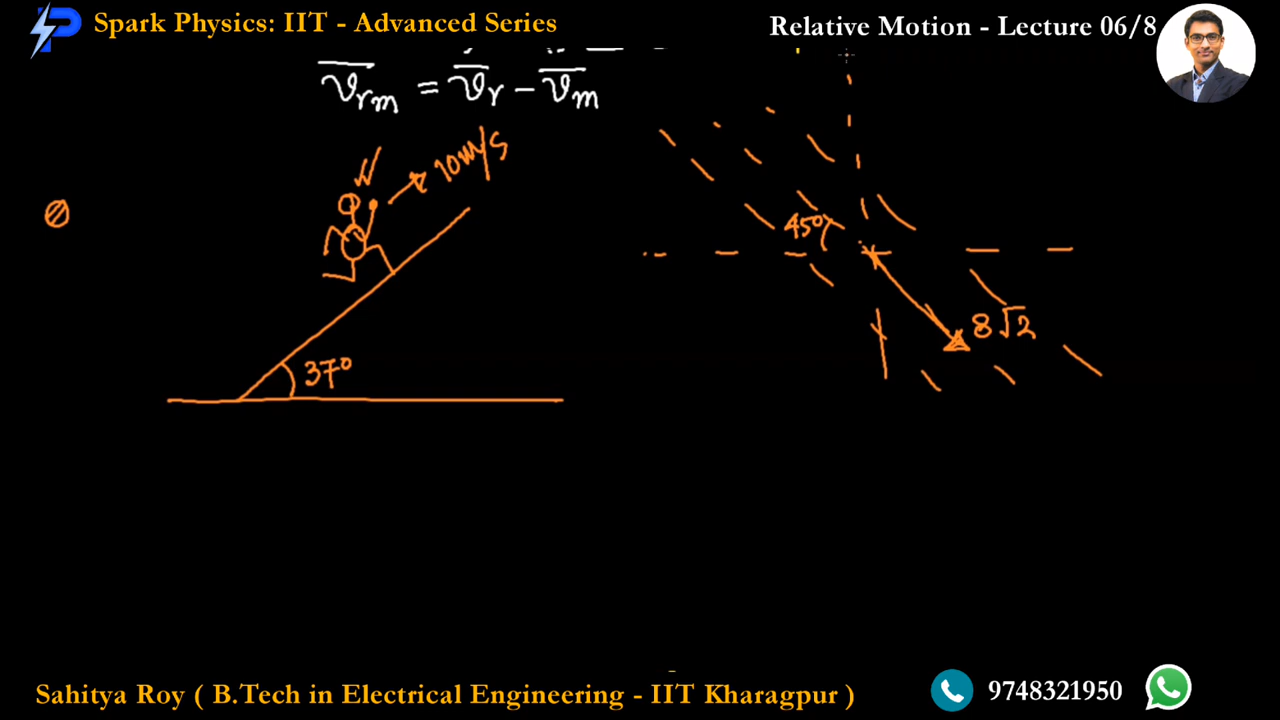 Spark Physics: IIT - Advanced Series
Relative Motion - Lecture 06/8
v̅rm = v̅r - v̅m
10m/s
45°
8√2
37°
Sahitya Roy ( B.Tech in Electrical Engineering - IIT Kharagpur )
9748321950